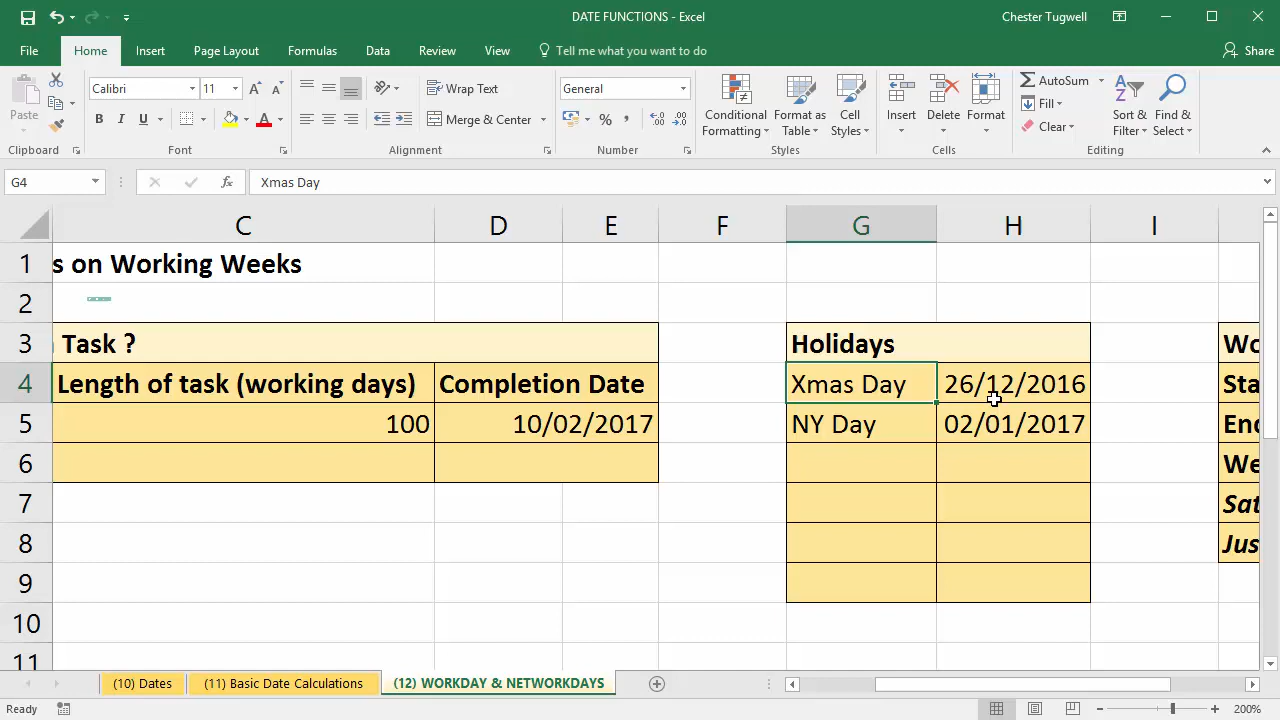 DATE FUNCTIONS - Excel
Chester Tugwell
File
Home
Insert
Page Layout
Formulas
Data
Review
View
Tell me what you want to do
Share
Paste
Clipboard
Calibri
11
B I U
Font
Wrap Text
Merge & Center
Alignment
General
%
Number
Conditional Formatting
Format as Table
Cell Styles
Styles
Insert
Delete
Format
Cells
AutoSum
Fill
Clear
Sort & Filter
Find & Select
Editing
G4
fx
Xmas Day
C D E F G H I
1 s on Working Weeks
2
3 Task ? Holidays Wo
4 Length of task (working days) Completion Date Xmas Day 26/12/2016 Sta
5 100 10/02/2017 NY Day 02/01/2017 End
6 We
7 Sat
8 Jus
9
10
11
(10) Dates
(11) Basic Date Calculations
(12) WORKDAY & NETWORKDAYS
Ready
200%